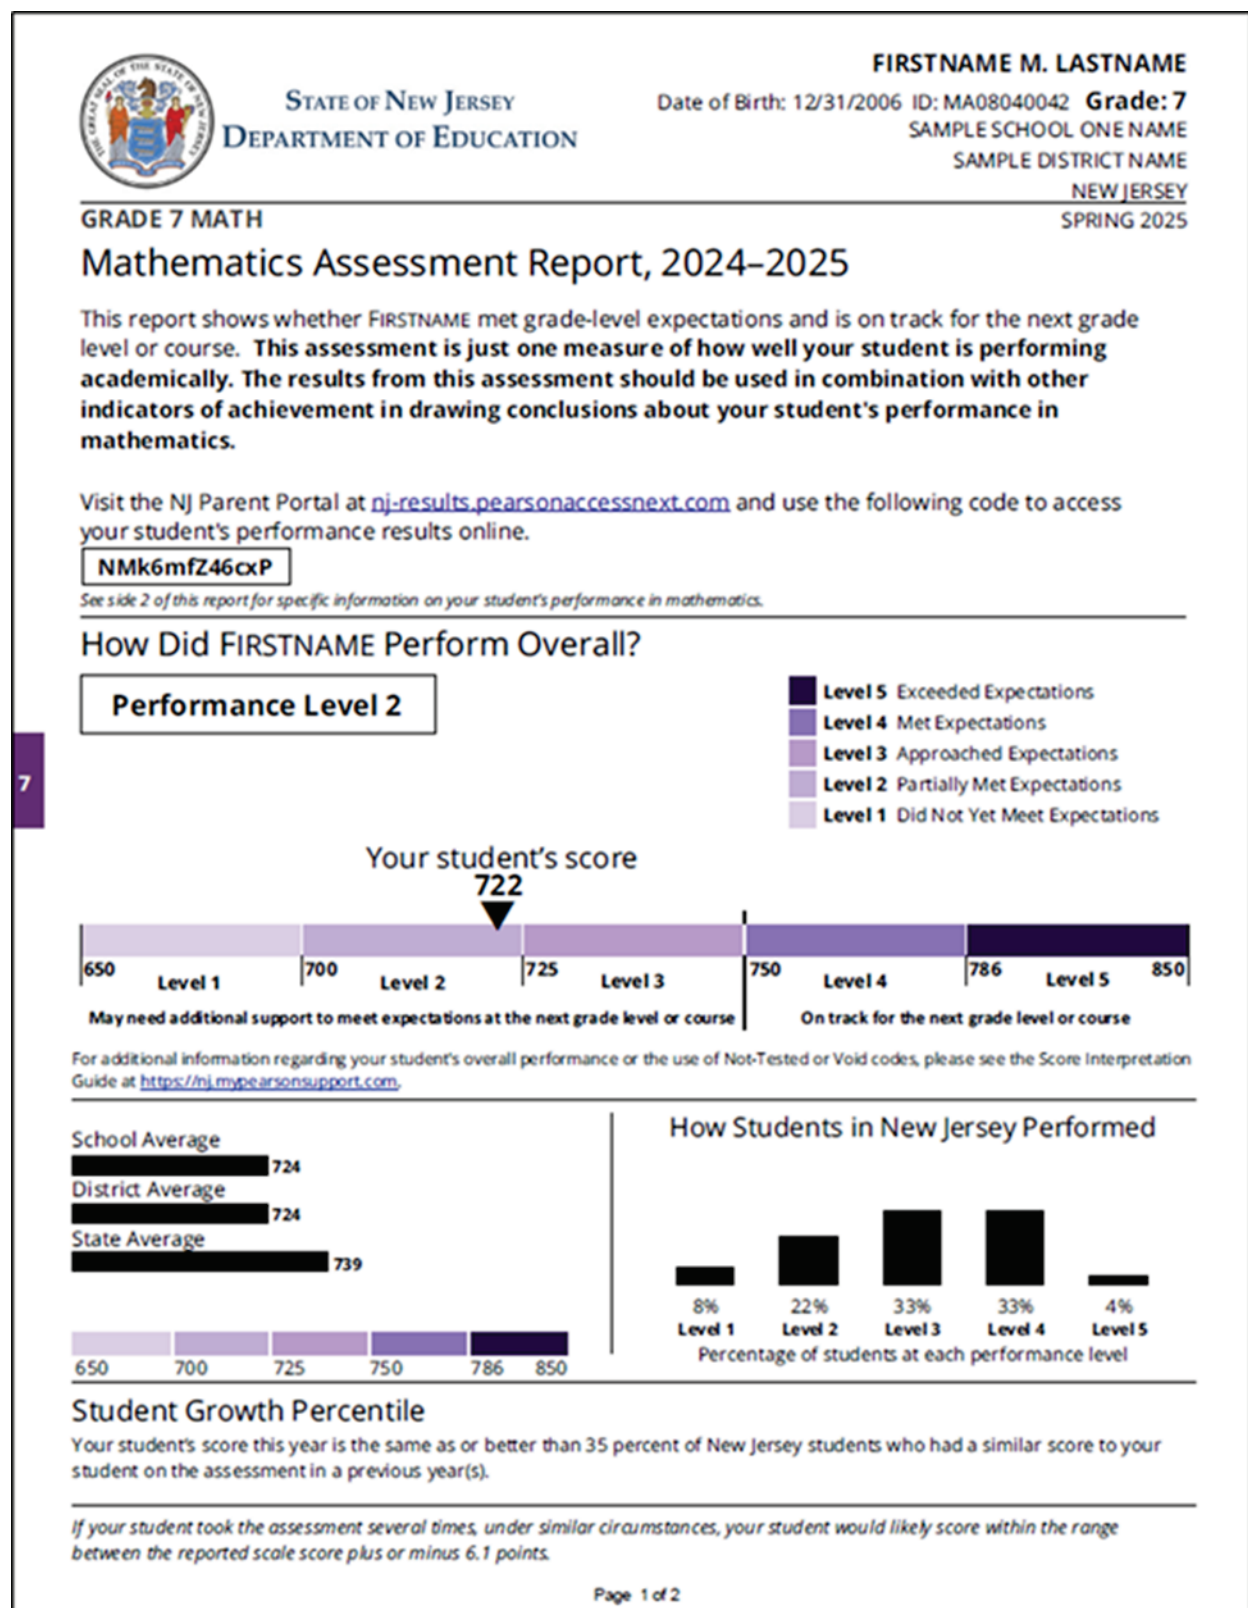 THE GREAT SEAL OF THE STATE OF NEW JERSEY
STATE OF NEW JERSEY
DEPARTMENT OF EDUCATION
FIRSTNAME M. LASTNAME
Date of Birth: 12/31/2006 ID: MA08040042 Grade: 7
SAMPLE SCHOOL ONE NAME
SAMPLE DISTRICT NAME
NEW JERSEY
GRADE 7 MATH
SPRING 2025
Mathematics Assessment Report, 2024–2025
This report shows whether FIRSTNAME met grade-level expectations and is on track for the next grade
level or course. This assessment is just one measure of how well your student is performing
academically. The results from this assessment should be used in combination with other
indicators of achievement in drawing conclusions about your student's performance in
mathematics.
Visit the NJ Parent Portal at nj-results.pearsonaccessnext.com and use the following code to access
your student's performance results online.
NMk6mfZ46cxP
See side 2 of this report for specific information on your student's performance in mathematics.
How Did FIRSTNAME Perform Overall?
Performance Level 2
Level 5 Exceeded Expectations
Level 4 Met Expectations
Level 3 Approached Expectations
Level 2 Partially Met Expectations
Level 1 Did Not Yet Meet Expectations
7
Your student's score
722
650 Level 1 700 Level 2 725 Level 3 750 Level 4 786 Level 5 850
May need additional support to meet expectations at the next grade level or course
On track for the next grade level or course
For additional information regarding your student's overall performance or the use of Not-Tested or Void codes, please see the Score Interpretation
Guide at https://nj.mypearsonsupport.com.
School Average
724
District Average
724
State Average
739
650 700 725 750 786 850
How Students in New Jersey Performed
8% 22% 33% 33% 4%
Level 1 Level 2 Level 3 Level 4 Level 5
Percentage of students at each performance level
Student Growth Percentile
Your student's score this year is the same as or better than 35 percent of New Jersey students who had a similar score to your
student on the assessment in a previous year(s).
If your student took the assessment several times, under similar circumstances, your student would likely score within the range
between the reported scale score plus or minus 6.1 points.
Page 1 of 2